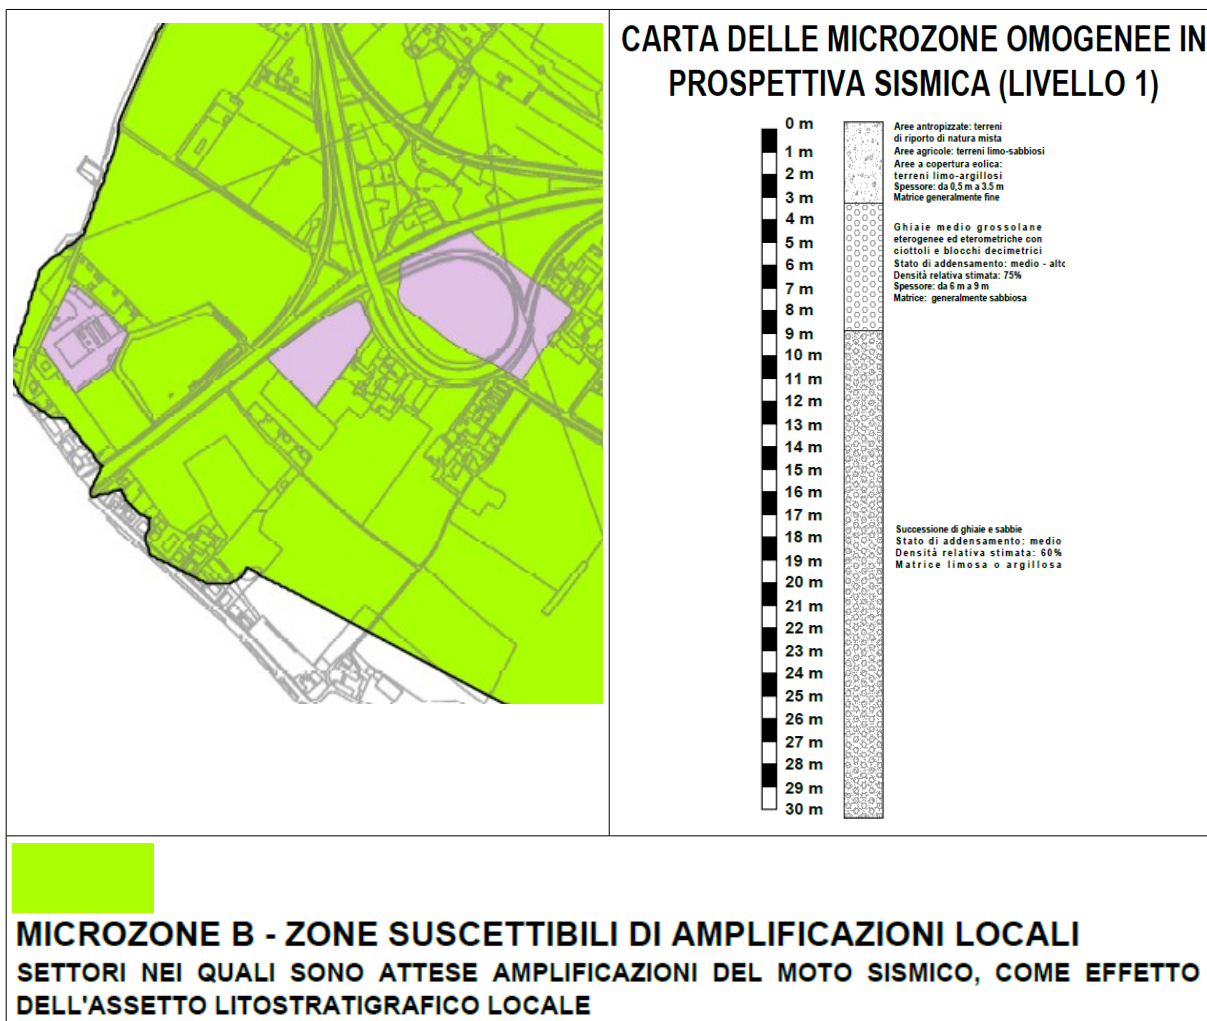 CARTA DELLE MICROZONE OMOGENEE IN
PROSPETTIVA SISMICA (LIVELLO 1)
0 m
1 m
2 m
3 m
4 m
5 m
6 m
7 m
8 m
9 m
10 m
11 m
12 m
13 m
14 m
15 m
16 m
17 m
18 m
19 m
20 m
21 m
22 m
23 m
24 m
25 m
26 m
27 m
28 m
29 m
30 m
Aree antropizzate: terreni
di riporto di natura mista
Aree agricole: terreni limo-sabbiosi
Aree a copertura eolica:
terreni limo-argillosi
Spessore: da 0,5 m a 3.5 m
Matrice generalmente fine
Ghiaie medio grossolane
eterogenee ed eterometriche con
ciottoli e blocchi decimetrici
Stato di addensamento: medio - alto
Densità relativa stimata: 75%
Spessore: da 6 m a 9 m
Matrice: generalmente sabbiosa
Successione di ghiaie e sabbie
Stato di addensamento: medio
Densità relativa stimata: 60%
Matrice limosa o argillosa
MICROZONE B - ZONE SUSCETTIBILI DI AMPLIFICAZIONI LOCALI
SETTORI NEI QUALI SONO ATTESE AMPLIFICAZIONI DEL MOTO SISMICO, COME EFFETTO
DELL'ASSETTO LITOSTRATIGRAFICO LOCALE